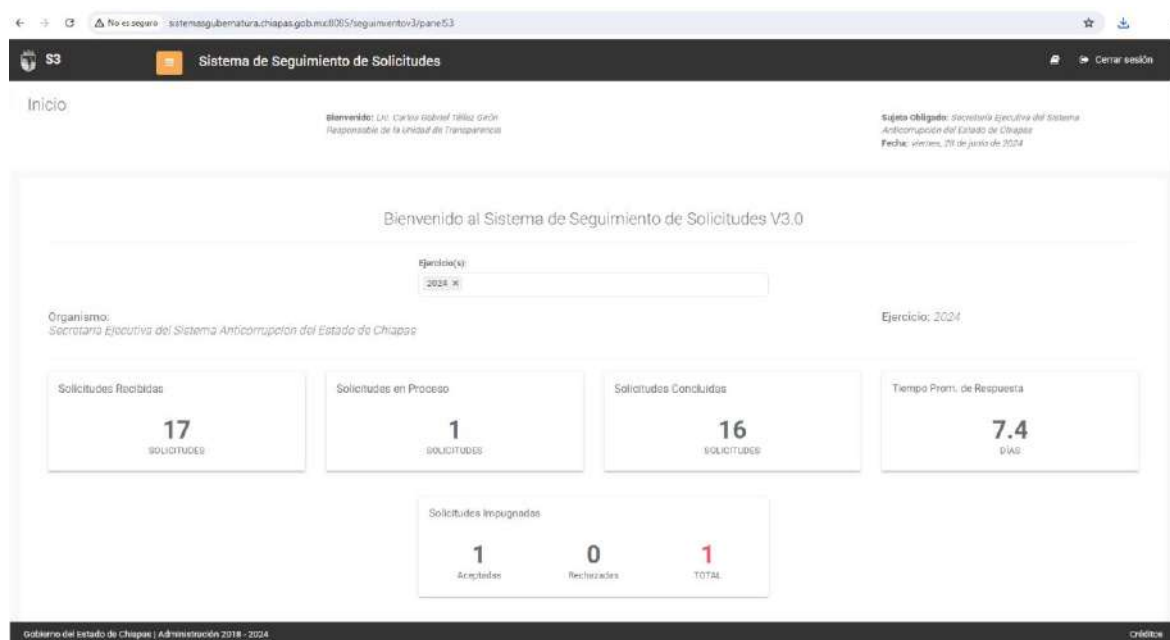 No es seguro sistemasgubernatura.chiapas.gob.mx:8085/seguimientov3/panelS3
S3
Sistema de Seguimiento de Solicitudes
Cerrar sesión
Inicio
Bienvenido: Lic. Carlos Gabriel Téllez Girón
Responsable de la Unidad de Transparencia
Sujeto Obligado: Secretaría Ejecutiva del Sistema
Anticorrupción del Estado de Chiapas
Fecha: viernes, 28 de junio de 2024
Bienvenido al Sistema de Seguimiento de Solicitudes V3.0
Ejercicio(s):
2024 ×
Organismo:
Secretaría Ejecutiva del Sistema Anticorrupcion del Estado de Chiapas
Ejercicio: 2024
Solicitudes Recibidas
17
SOLICITUDES
Solicitudes en Proceso
1
SOLICITUDES
Solicitudes Concluidas
16
SOLICITUDES
Tiempo Prom. de Respuesta
7.4
DÍAS
Solicitudes Impugnadas
1
Aceptadas
0
Rechazadas
1
TOTAL
Gobierno del Estado de Chiapas | Administración 2018 - 2024
Créditos